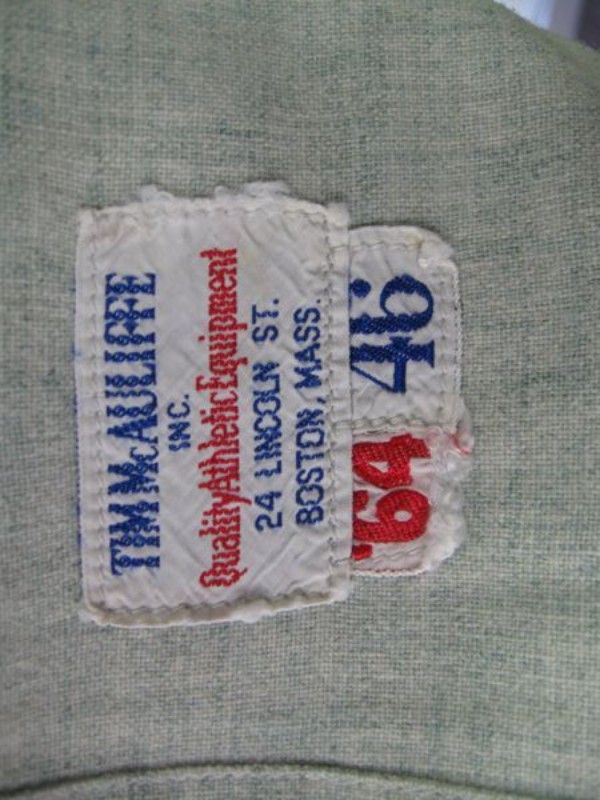 TIM McAULIFFE
INC.
Quality Athletic Equipment
24 LINCOLN ST.
BOSTON, MASS.
'64 46